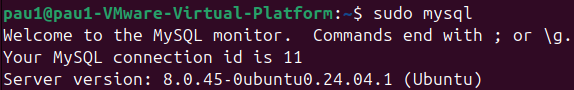 pau1@pau1-VMware-Virtual-Platform:~$ sudo mysql
Welcome to the MySQL monitor.  Commands end with ; or \g.
Your MySQL connection id is 11
Server version: 8.0.45-0ubuntu0.24.04.1 (Ubuntu)